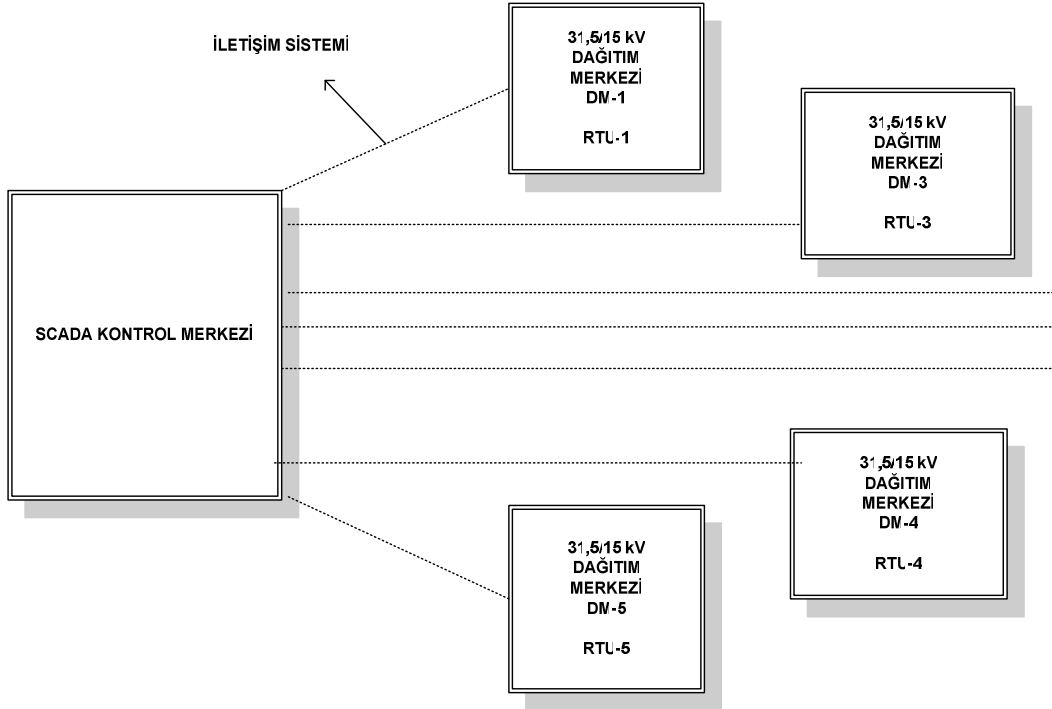 İLETİŞİM SİSTEMİ
31,5/15 kV
DAĞITIM
MERKEZİ
DM-1
RTU-1
31,5/15 kV
DAĞITIM
MERKEZİ
DM-3
RTU-3
SCADA KONTROL MERKEZİ
31,5/15 kV
DAĞITIM
MERKEZİ
DM-4
RTU-4
31,5/15 kV
DAĞITIM
MERKEZİ
DM-5
RTU-5